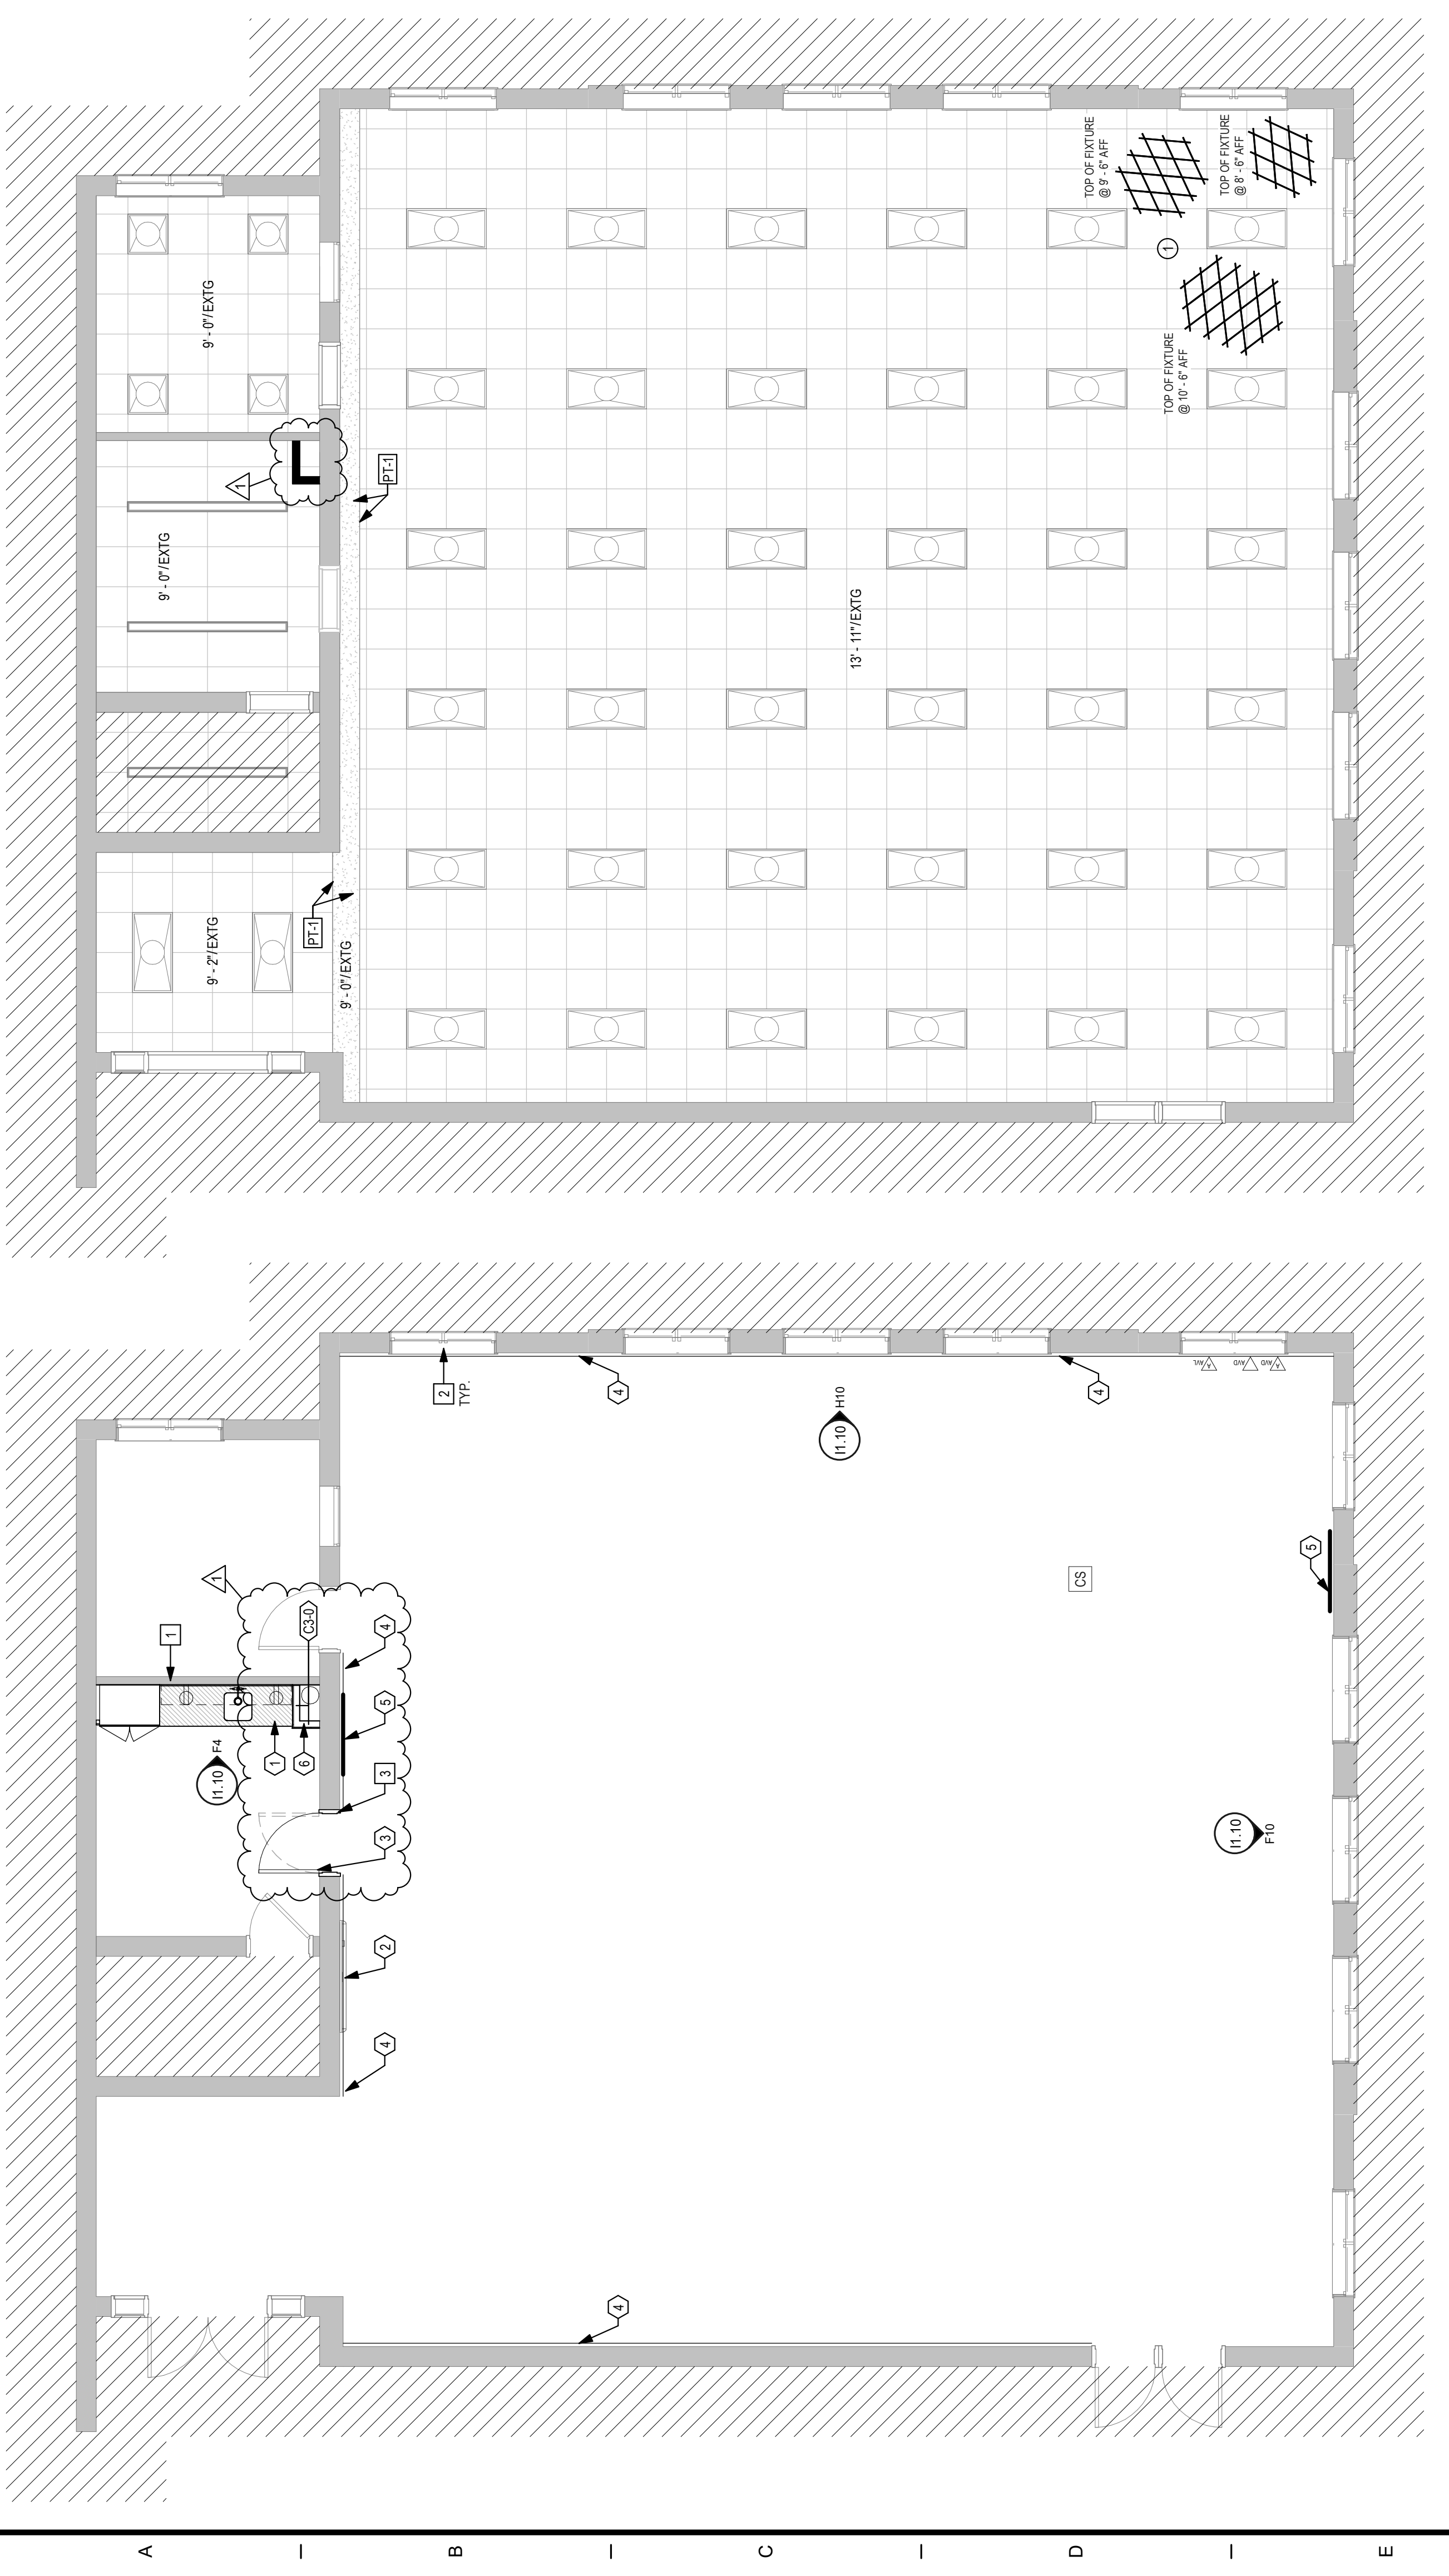 TOP OF FIXTURE
@ 9' - 6" AFF
TOP OF FIXTURE
@ 8' - 6" AFF
1
TOP OF FIXTURE
@ 10' - 6" AFF
9' - 0"/EXTG
1
PT-1
9' - 0"/EXTG
13' - 11"/EXTG
PT-1
9' - 2"/EXTG
9' - 0"/EXTG
2
TYP.
4
4
A
AVL
AVD
A
AVD
I1.10
H10
1
C3-0
CS
5
1
4
5
I1.10
F4
1
6
3
3
I1.10
F10
2
4
4
A
B
C
D
E